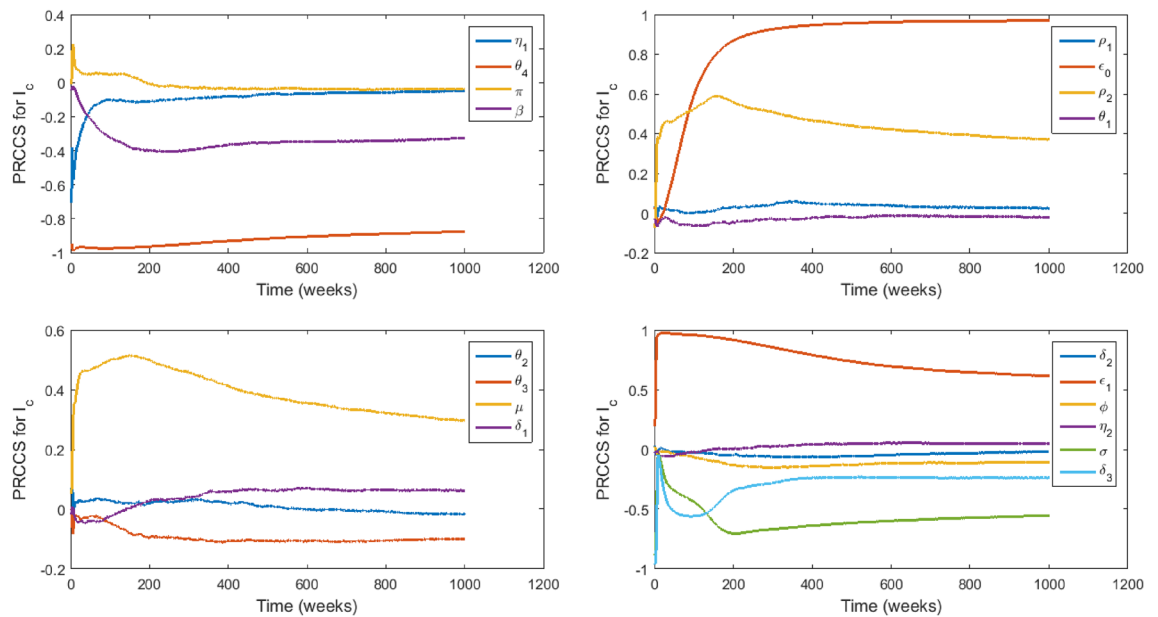 0.4
0.2
0
-0.2
-0.4
-0.6
-0.8
-1
PRCCS for I_c
0 200 400 600 800 1000 1200
Time (weeks)
η_1
θ_4
π
β
1
0.8
0.6
0.4
0.2
0
-0.2
PRCCS for I_c
0 200 400 600 800 1000 1200
Time (weeks)
ρ_1
ϵ_0
ρ_2
θ_1
0.6
0.4
0.2
0
-0.2
PRCCS for I_c
0 200 400 600 800 1000 1200
Time (weeks)
θ_2
θ_3
μ
δ_1
1
0.5
0
-0.5
-1
PRCCS for I_c
0 200 400 600 800 1000 1200
Time (weeks)
δ_2
ϵ_1
ϕ
η_2
σ
δ_3